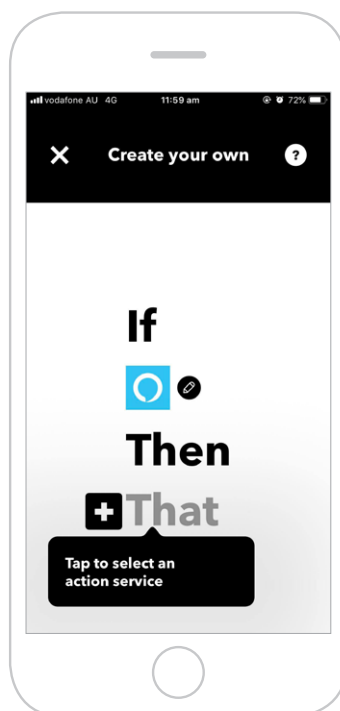 vodafone AU 4G 11:59 am 72%
Create your own ?
If
Then
That
Tap to select an
action service